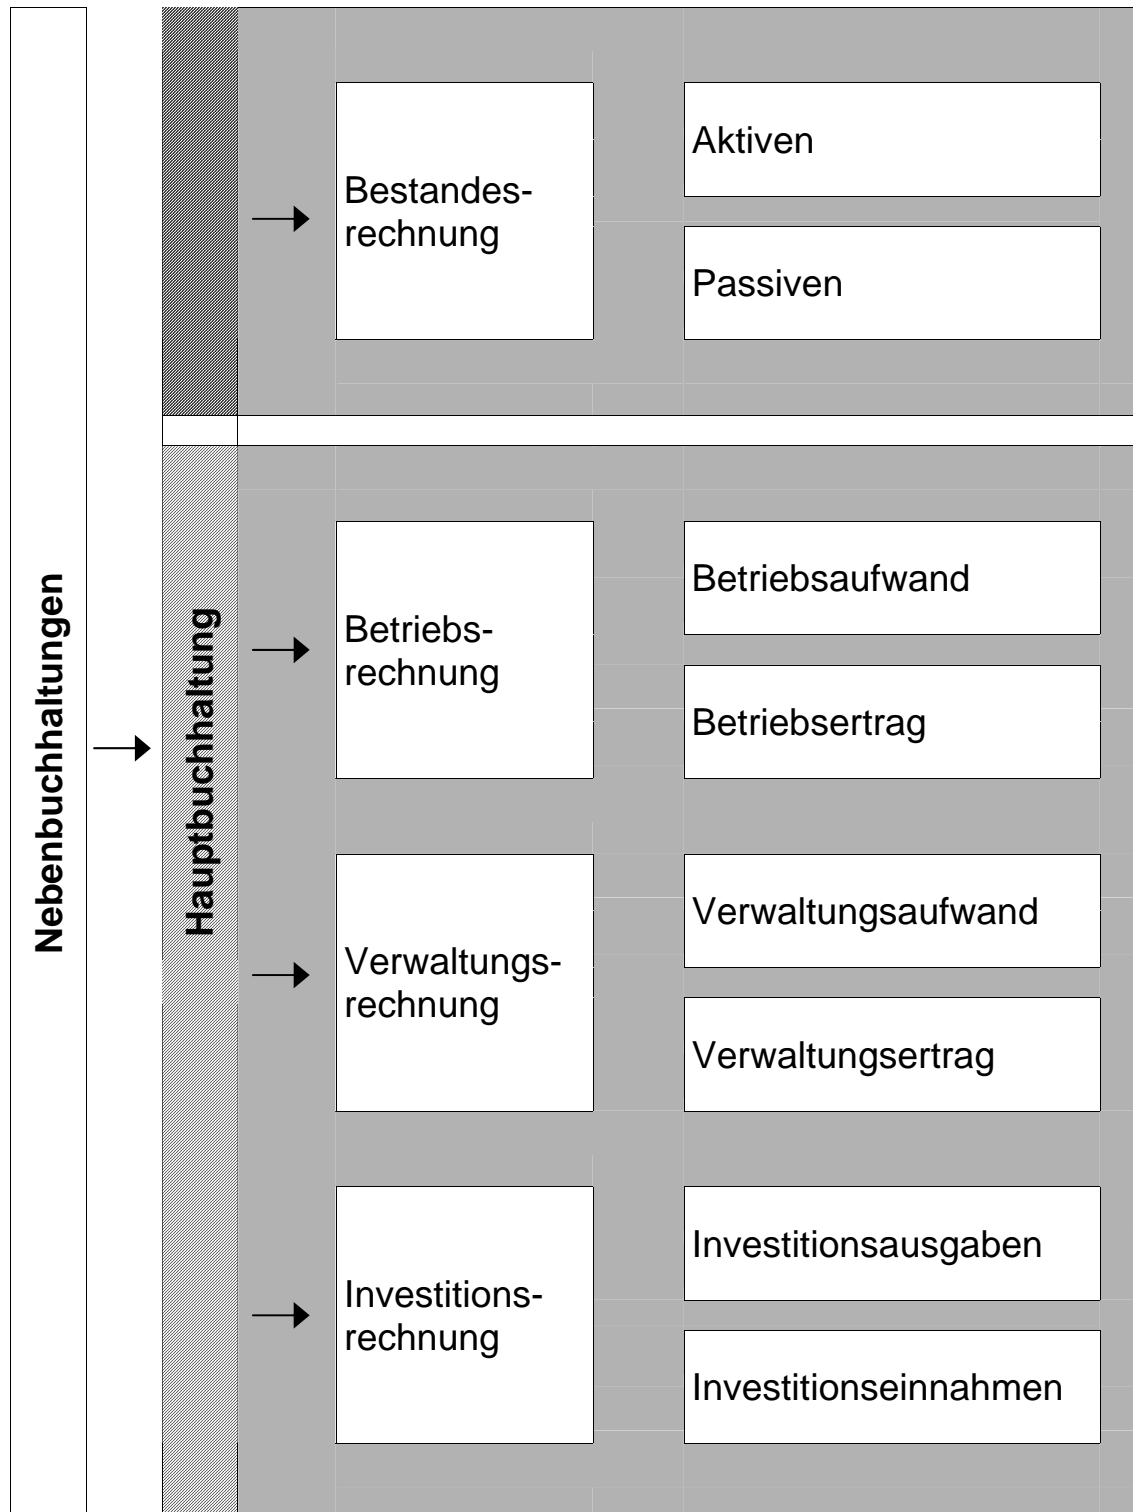 Nebenbuchhaltungen
Hauptbuchhaltung
Bestandes-
rechnung
Aktiven
Passiven
Betriebs-
rechnung
Betriebsaufwand
Betriebsertrag
Verwaltungs-
rechnung
Verwaltungsaufwand
Verwaltungsertrag
Investitions-
rechnung
Investitionsausgaben
Investitionseinnahmen